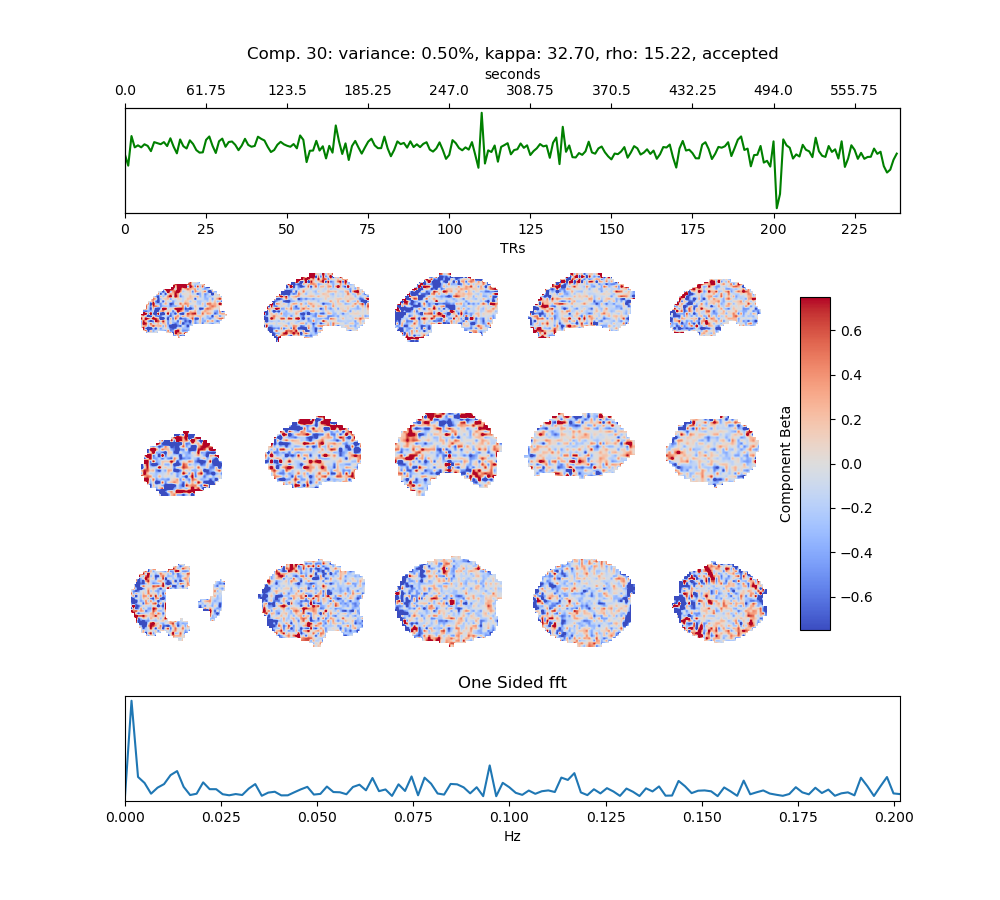 Comp. 30: variance: 0.50%, kappa: 32.70, rho: 15.22, accepted
seconds
0.0 61.75 123.5 185.25 247.0 308.75 370.5 432.25 494.0 555.75
0 25 50 75 100 125 150 175 200 225
TRs
0.6
0.4
0.2
0.0
−0.2
−0.4
−0.6
Component Beta
One Sided fft
0.000 0.025 0.050 0.075 0.100 0.125 0.150 0.175 0.200
Hz